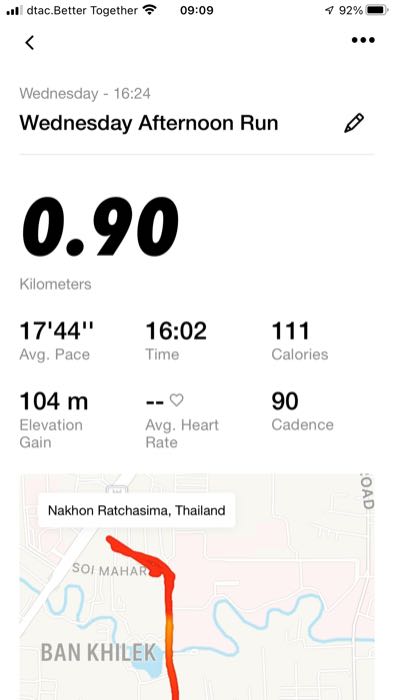 dtac.Better Together 09:09 92%
Wednesday - 16:24
Wednesday Afternoon Run
0.90
Kilometers
17'44" 16:02 111
Avg. Pace Time Calories
104 m -- 90
Elevation Gain Avg. Heart Rate Cadence
Nakhon Ratchasima, Thailand
OAD
SOI MAHAR
BAN KHILEK